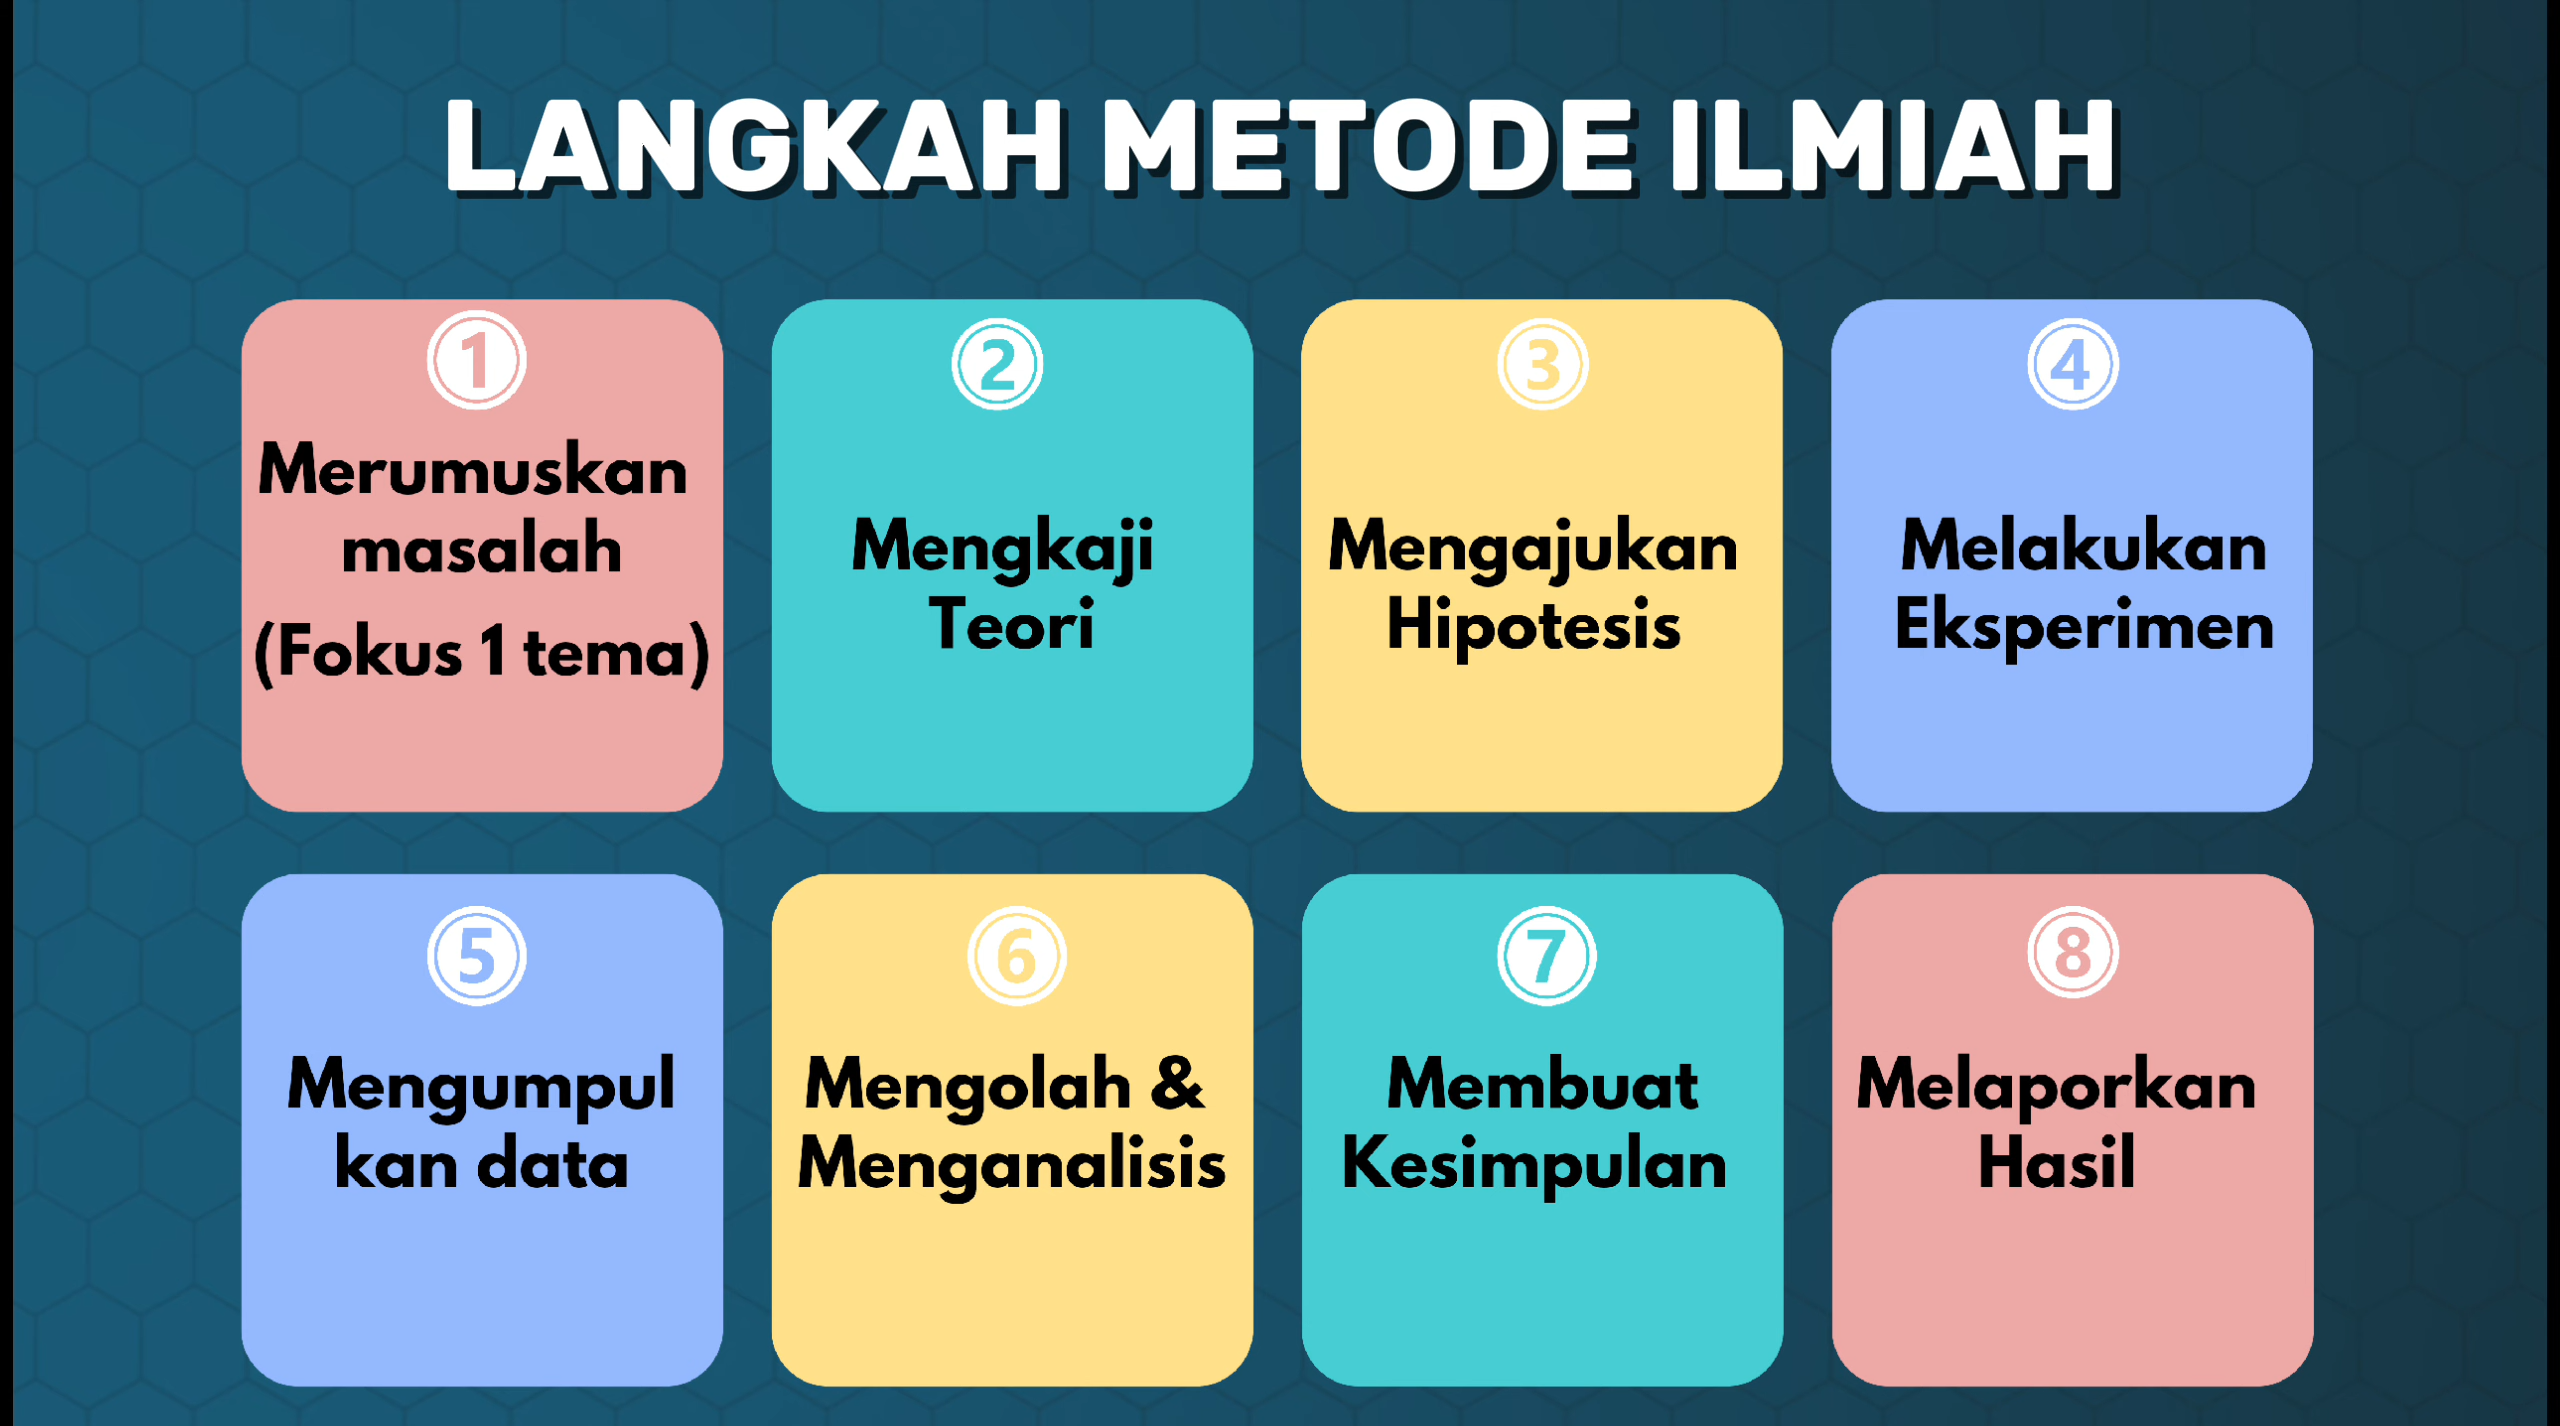 LANGKAH METODE ILMIAH
1
Merumuskan
masalah
(Fokus 1 tema)
2
Mengkaji
Teori
3
Mengajukan
Hipotesis
4
Melakukan
Eksperimen
5
Mengumpul
kan data
6
Mengolah &
Menganalisis
7
Membuat
Kesimpulan
8
Melaporkan
Hasil